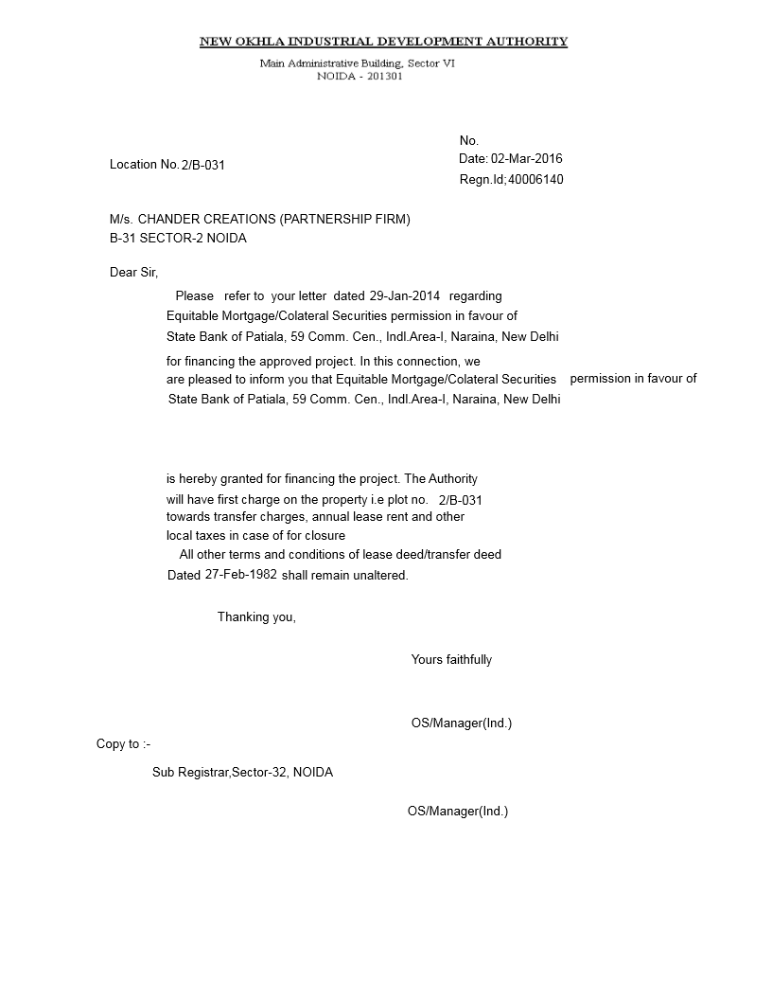 NEW OKHLA INDUSTRIAL DEVELOPMENT AUTHORITY
Main Administrative Building, Sector VI
NOIDA - 201301
No.
Date: 02-Mar-2016
Location No. 2/B-031
Regn.Id; 40006140
M/s. CHANDER CREATIONS (PARTNERSHIP FIRM)
B-31 SECTOR-2 NOIDA
Dear Sir,
Please refer to your letter dated 29-Jan-2014 regarding
Equitable Mortgage/Colateral Securities permission in favour of
State Bank of Patiala, 59 Comm. Cen., Indl.Area-I, Naraina, New Delhi
for financing the approved project. In this connection, we
are pleased to inform you that Equitable Mortgage/Colateral Securities permission in favour of
State Bank of Patiala, 59 Comm. Cen., Indl.Area-I, Naraina, New Delhi
is hereby granted for financing the project. The Authority
will have first charge on the property i.e plot no. 2/B-031
towards transfer charges, annual lease rent and other
local taxes in case of for closure
All other terms and conditions of lease deed/transfer deed
Dated 27-Feb-1982 shall remain unaltered.
Thanking you,
Yours faithfully
OS/Manager(Ind.)
Copy to :-
Sub Registrar,Sector-32, NOIDA
OS/Manager(Ind.)